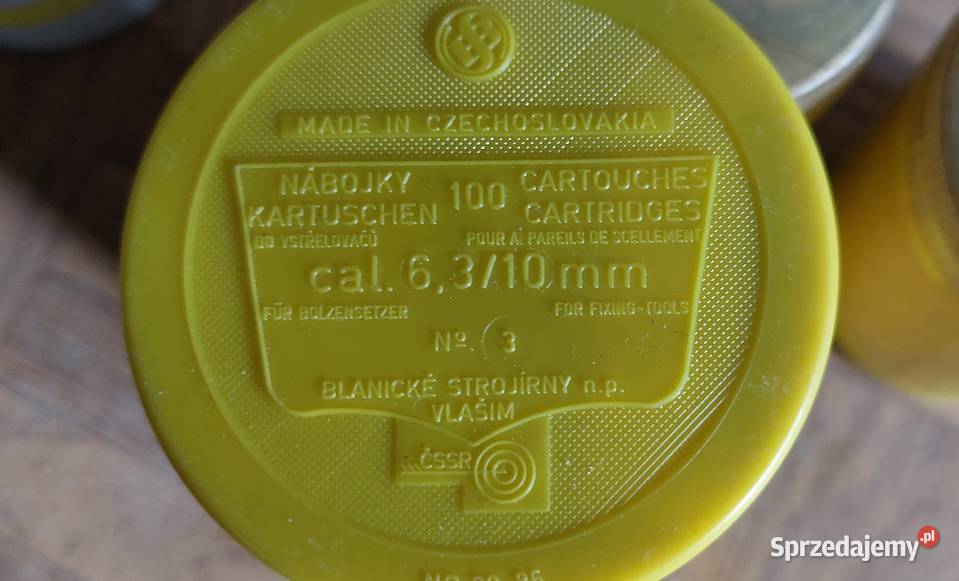 MADE IN CZECHOSLOVAKIA
NÁBOJKY 100 CARTOUCHES
KARTUSCHEN CARTRIDGES
DO VSTŘELOVAČŮ POUR APPAREILS DE SCELLEMENT
cal. 6,3/10 mm
FÜR BOLZENSETZER FOR FIXING-TOOLS
Nº. 3
BLANICKÉ STROJÍRNY n.p.
VLAŠIM
ČSSR
Sprzedajemy.pl